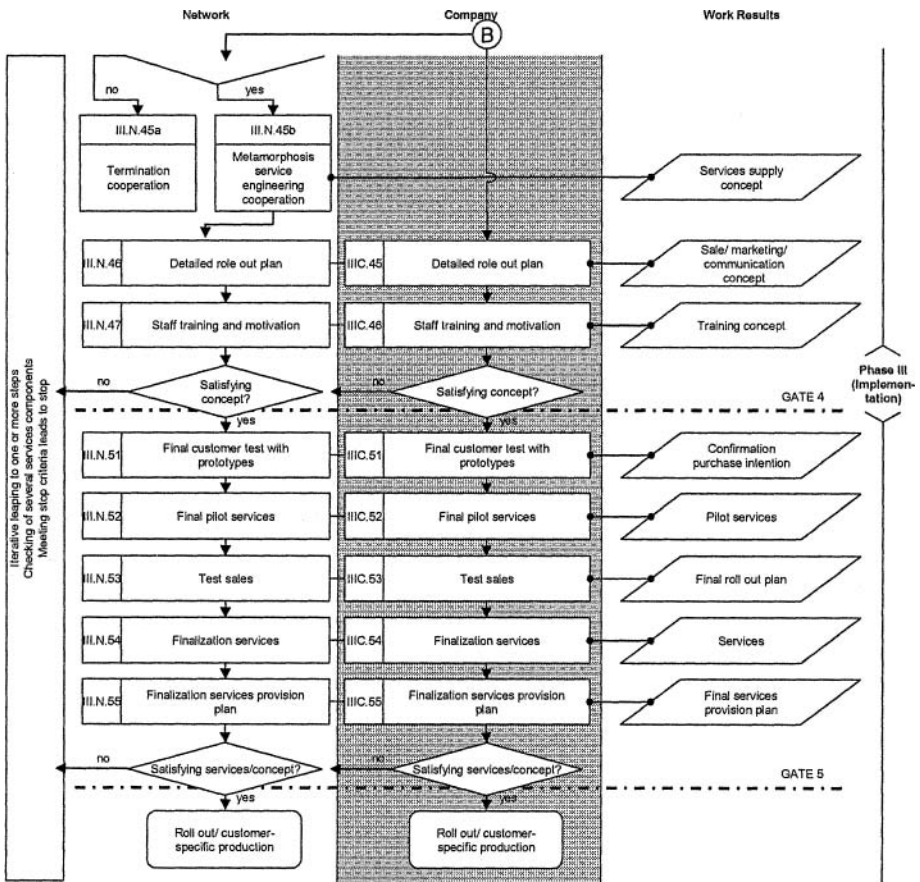 Network
Company
Work Results
B
no
yes
III.N.45a
III.N.45b
Termination
cooperation
Metamorphosis
service
engineering
cooperation
Services supply
concept
III.N.46
Detailed role out plan
IIIC.45
Detailed role out plan
Sale/ marketing/
communication
concept
III.N.47
Staff training and motivation
IIIC.46
Staff training and motivation
Training concept
no
Satisfying
concept?
no
Satisfying concept?
Phase III
(Implemen-
tation)
GATE 4
yes
yes
III.N.51
Final customer test with
prototypes
IIIC.51
Final customer test with
prototypes
Confirmation
purchase intention
III.N.52
Final pilot services
IIIC.52
Final pilot services
Pilot services
III.N.53
Test sales
IIIC.53
Test sales
Final roll out plan
III.N.54
Finalization services
IIIC.54
Finalization services
Services
III.N.55
Finalization services provision
plan
IIIC.55
Finalization services provision
plan
Final services
provision plan
no
Satisfying services/concept?
no
Satisfying services/concept?
GATE 5
yes
yes
Roll out/ customer-
specific production
Roll out/ customer-
specific production
Iterative leaping to one or more steps
Checking of several services components
Meeting stop criteria leads to stop